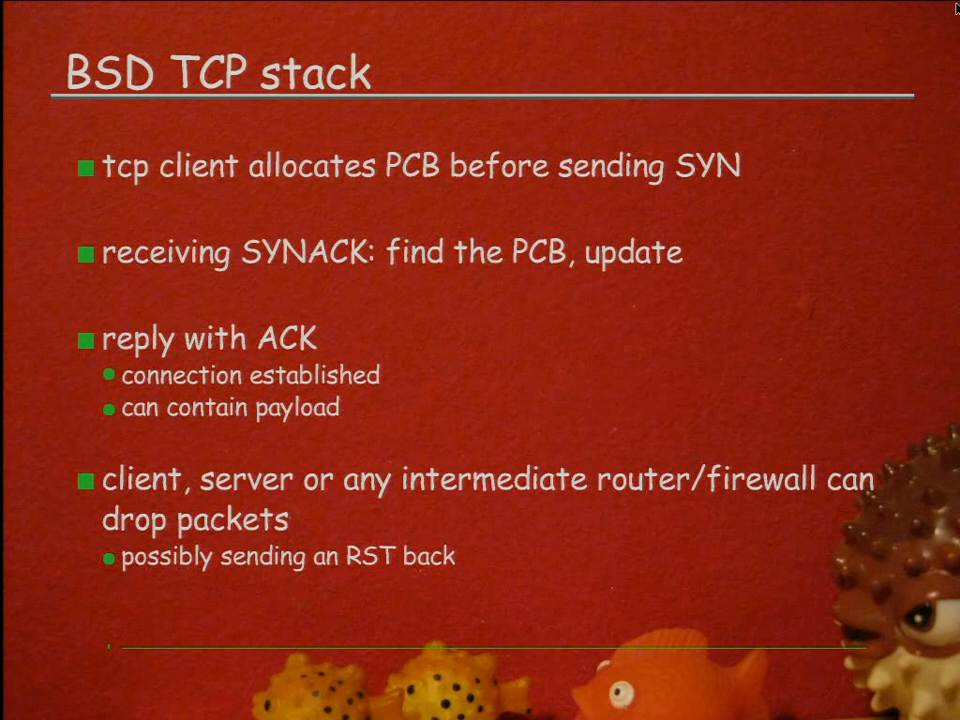 BSD TCP stack
tcp client allocates PCB before sending SYN
receiving SYNACK: find the PCB, update
reply with ACK
connection established
can contain payload
client, server or any intermediate router/firewall can
drop packets
possibly sending an RST back